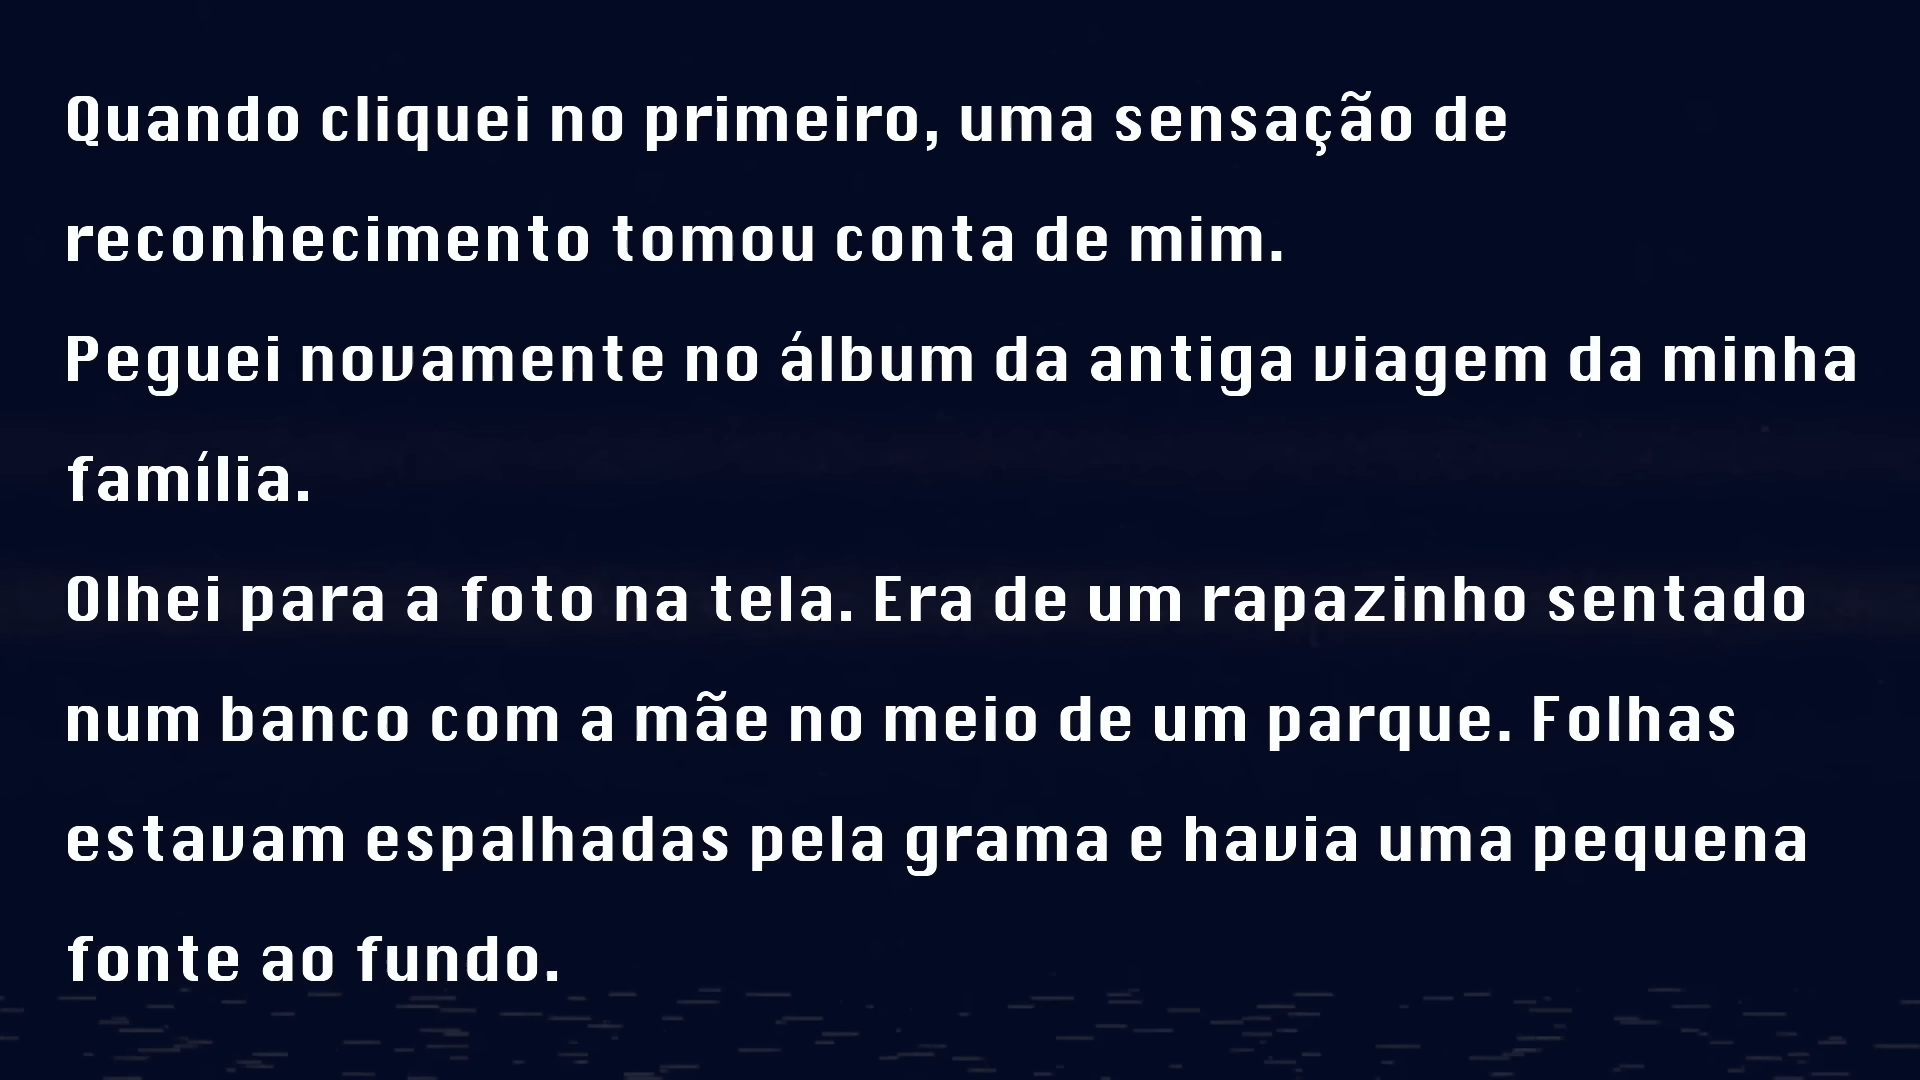 Quando cliquei no primeiro, uma sensação de
reconhecimento tomou conta de mim.
Peguei novamente no álbum da antiga viagem da minha
família.
Olhei para a foto na tela. Era de um rapazinho sentado
num banco com a mãe no meio de um parque. Folhas
estavam espalhadas pela grama e havia uma pequena
fonte ao fundo.